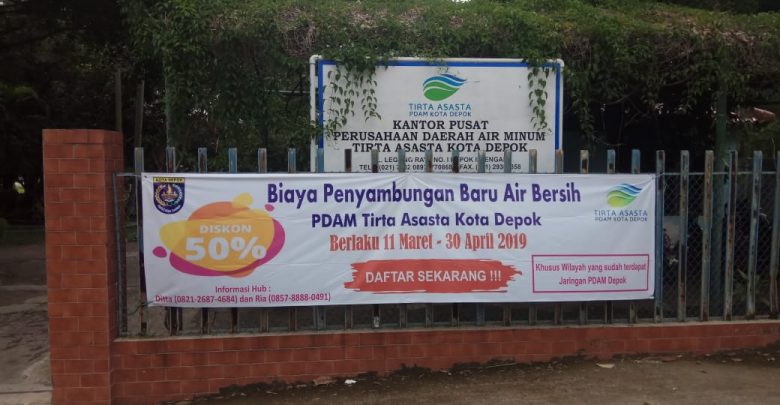 TIRTA ASASTA
PDAM KOTA DEPOK
KANTOR PUSAT
PERUSAHAAN DAERAH AIR MINUM
TIRTA ASASTA KOTA DEPOK
KOTA DEPOK
Biaya Penyambungan Baru Air Bersih
PDAM Tirta Asasta Kota Depok
Berlaku 11 Maret - 30 April 2019
DAFTAR SEKARANG !!!
DISKON
50%
Informasi Hub :
Ditta (0821-2687-4684) dan Ria (0857-8888-0491)
TIRTA ASASTA
PDAM KOTA DEPOK
Khusus Wilayah yang sudah terdapat
Jaringan PDAM Depok